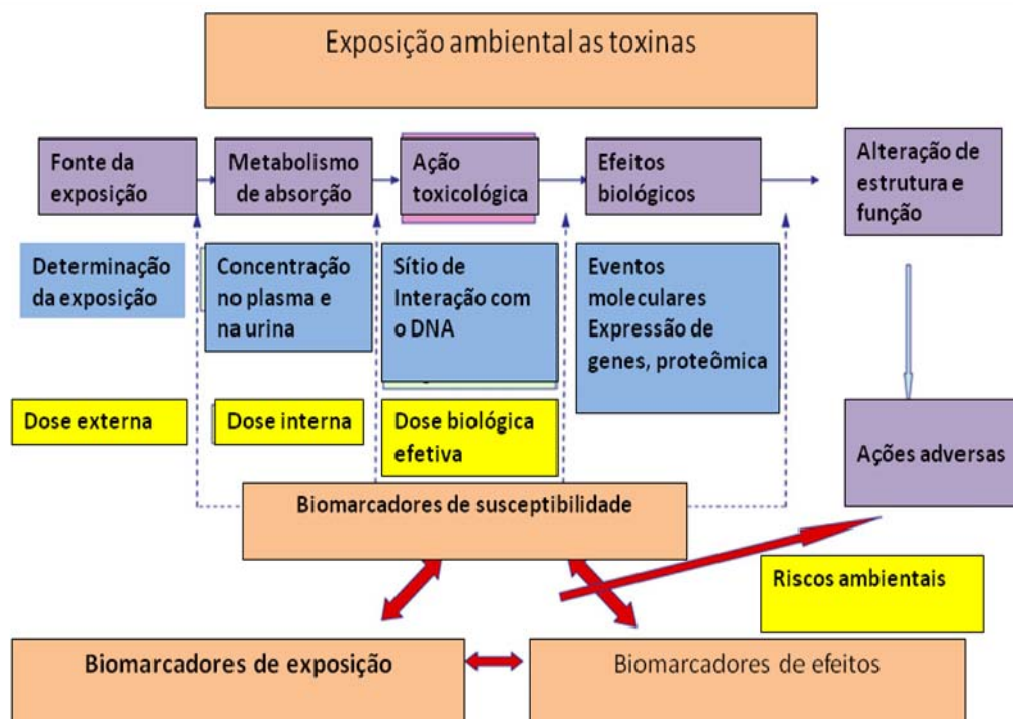 Exposição ambiental as toxinas
Fonte da
exposição
Metabolismo
de absorção
Ação
toxicológica
Efeitos
biológicos
Alteração de
estrutura e
função
Determinação
da exposição
Concentração
no plasma e
na urina
Sítio de
Interação com
o DNA
Eventos
moleculares
Expressão de
genes, proteômica
Dose externa
Dose interna
Dose biológica
efetiva
Ações adversas
Biomarcadores de susceptibilidade
Riscos ambientais
Biomarcadores de exposição
Biomarcadores de efeitos